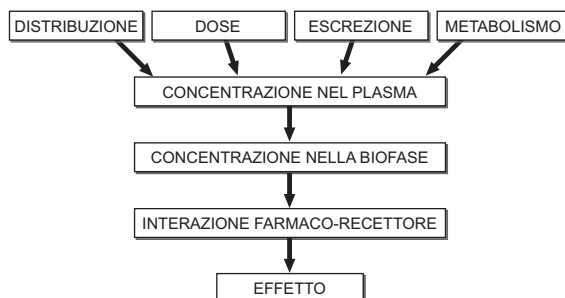 DISTRIBUZIONE DOSE ESCREZIONE METABOLISMO
CONCENTRAZIONE NEL PLASMA
CONCENTRAZIONE NELLA BIOFASE
INTERAZIONE FARMACO-RECETTORE
EFFETTO